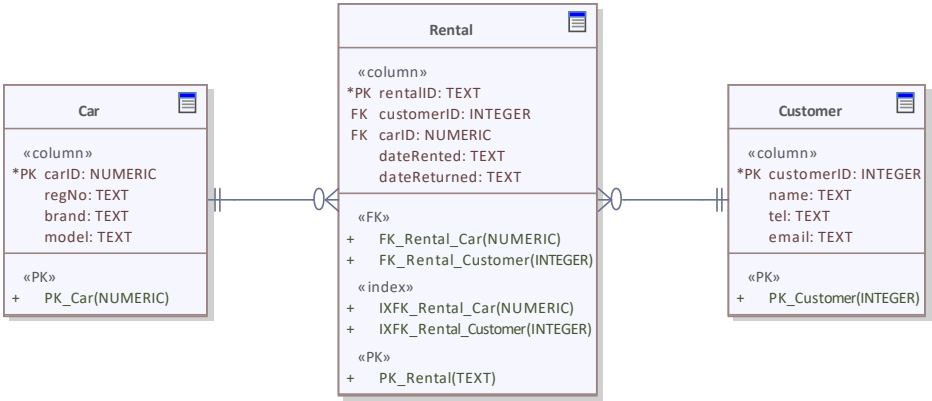 Car
«column»
*PK carID: NUMERIC
regNo: TEXT
brand: TEXT
model: TEXT
«PK»
+ PK_Car(NUMERIC)
Rental
«column»
*PK rentalID: TEXT
FK customerID: INTEGER
FK carID: NUMERIC
dateRented: TEXT
dateReturned: TEXT
«FK»
+ FK_Rental_Car(NUMERIC)
+ FK_Rental_Customer(INTEGER)
«index»
+ IXFK_Rental_Car(NUMERIC)
+ IXFK_Rental_Customer(INTEGER)
«PK»
+ PK_Rental(TEXT)
Customer
«column»
*PK customerID: INTEGER
name: TEXT
tel: TEXT
email: TEXT
«PK»
+ PK_Customer(INTEGER)